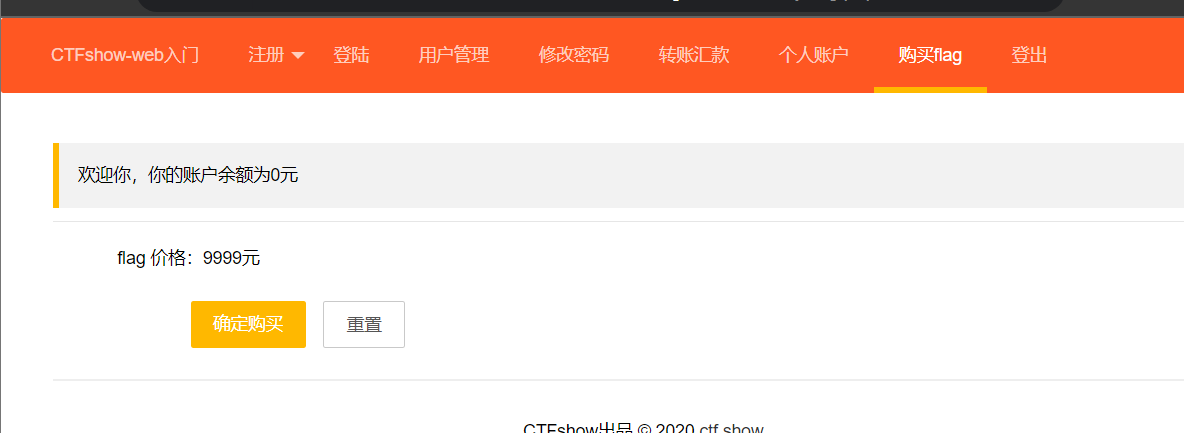 CTFshow-web入门 注册 登陆 用户管理 修改密码 转账汇款 个人账户 购买flag 登出
欢迎你，你的账户余额为0元
flag 价格：9999元
确定购买 重置
CTFshow出品 © 2020 ctf.show